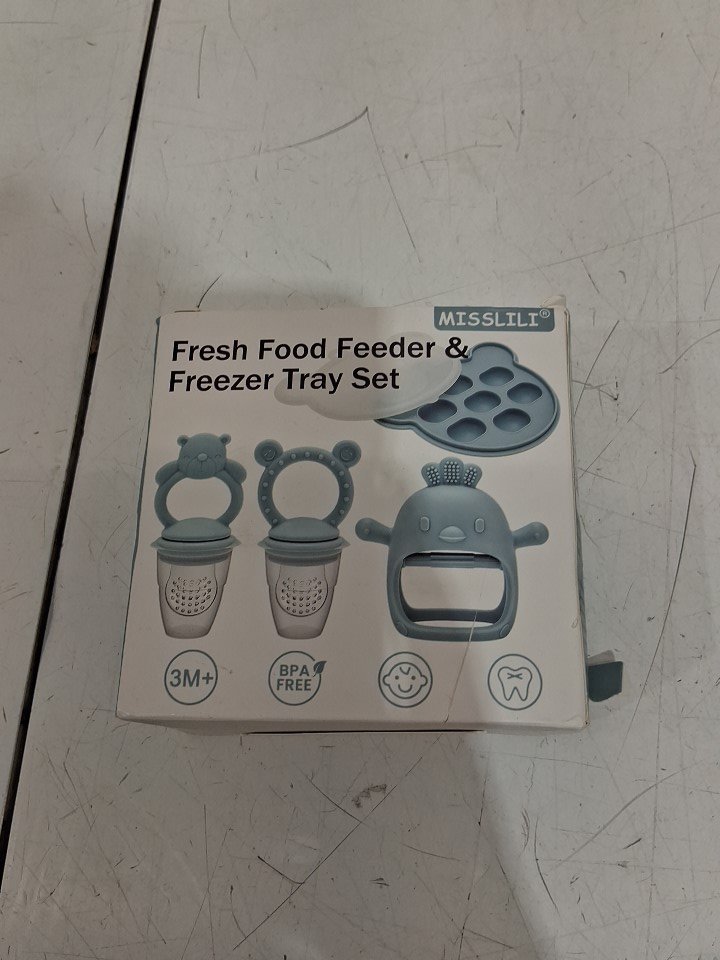 MISSLILI®
Fresh Food Feeder &
Freezer Tray Set
3M+
BPA
FREE